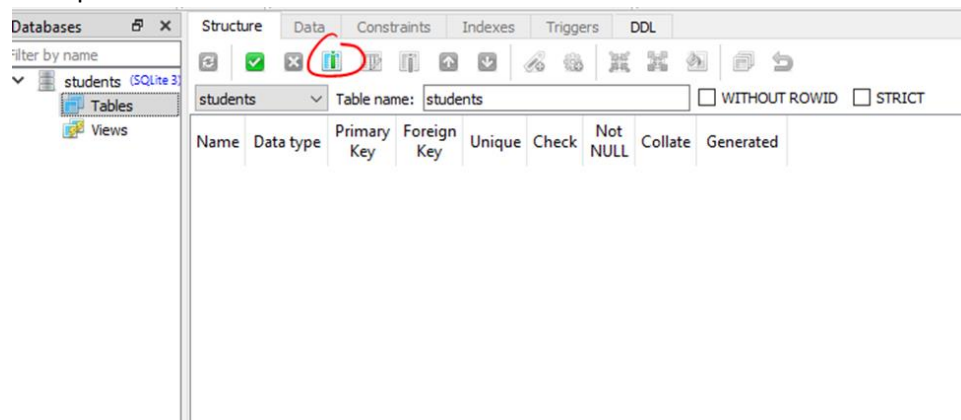 Databases
Structure Data Constraints Indexes Triggers DDL
Filter by name
students (SQLite 3)
Tables
Views
students Table name: students WITHOUT ROWID STRICT
Name Data type Primary Key Foreign Key Unique Check Not NULL Collate Generated